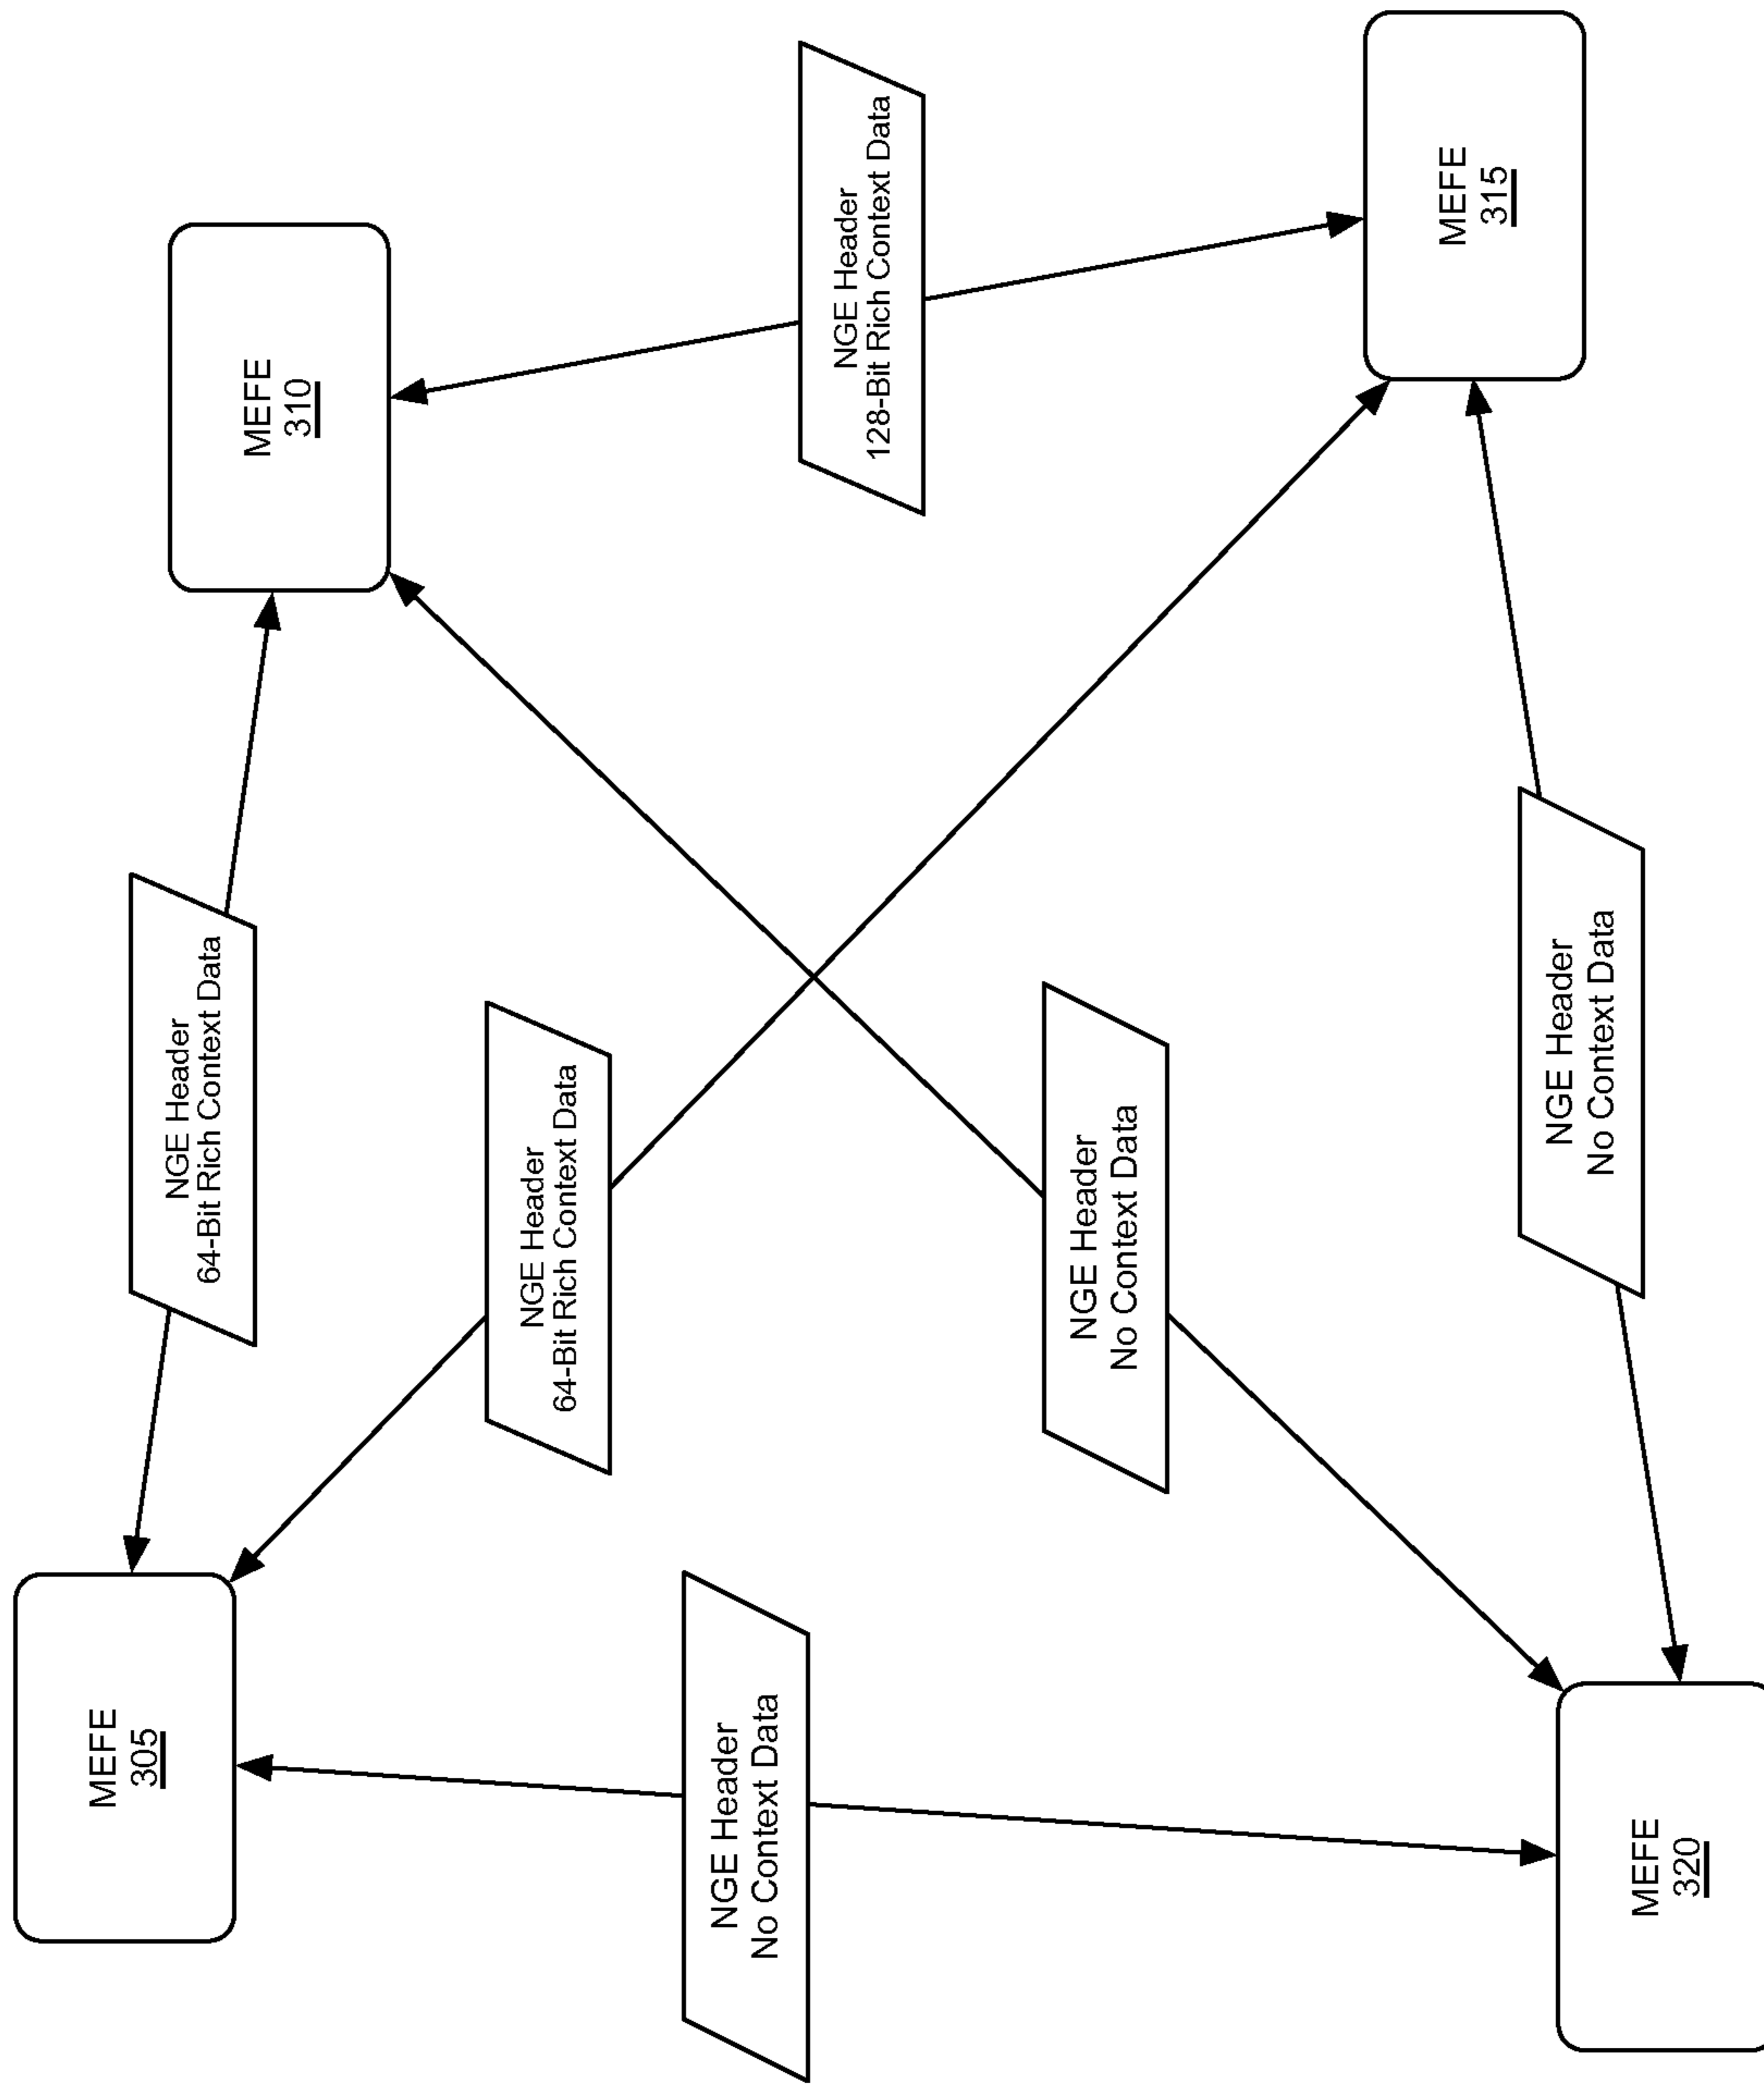 MEFE
305
NGE Header
64-Bit Rich Context Data
MEFE
310
NGE Header
64-Bit Rich Context Data
NGE Header
No Context Data
NGE Header
128-Bit Rich Context Data
NGE Header
No Context Data
NGE Header
No Context Data
MEFE
320
MEFE
315